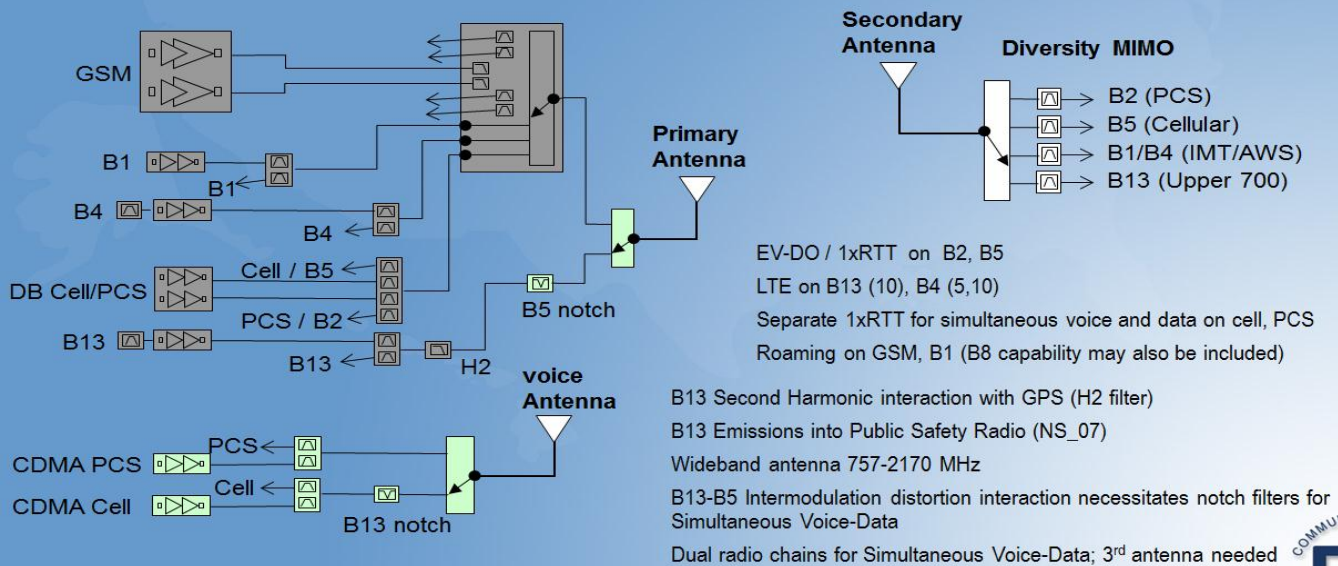 GSM
B1
B1
B4
B4
DB Cell/PCS
Cell / B5
PCS / B2
B13
B13
H2
B5 notch
Primary
Antenna
Secondary
Antenna
Diversity MIMO
B2 (PCS)
B5 (Cellular)
B1/B4 (IMT/AWS)
B13 (Upper 700)
voice
Antenna
CDMA PCS
PCS
CDMA Cell
Cell
B13 notch
EV-DO / 1xRTT on B2, B5
LTE on B13 (10), B4 (5,10)
Separate 1xRTT for simultaneous voice and data on cell, PCS
Roaming on GSM, B1 (B8 capability may also be included)
B13 Second Harmonic interaction with GPS (H2 filter)
B13 Emissions into Public Safety Radio (NS_07)
Wideband antenna 757-2170 MHz
B13-B5 Intermodulation distortion interaction necessitates notch filters for
Simultaneous Voice-Data
Dual radio chains for Simultaneous Voice-Data; 3rd antenna needed